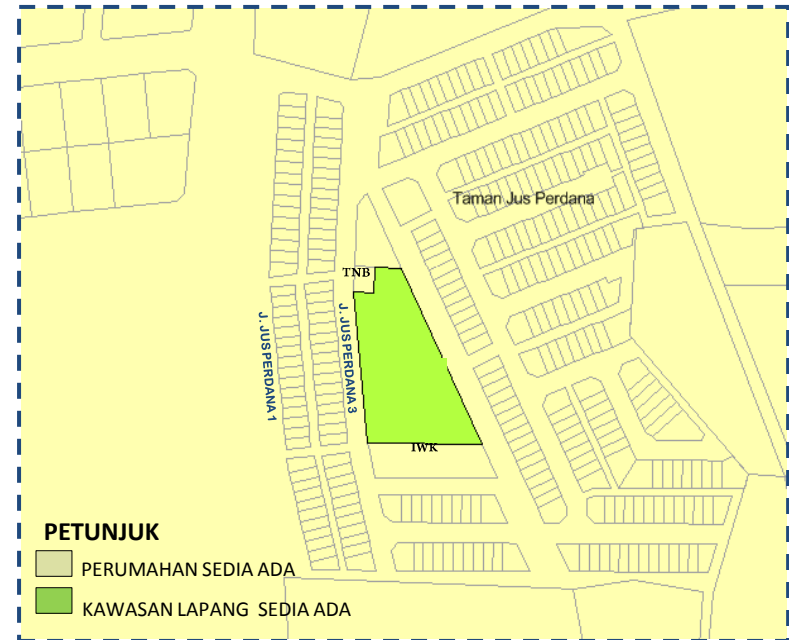 Taman Jus Perdana
TNB
J. JUS PERDANA 1
J. JUS PERDANA 3
IWK
PETUNJUK
PERUMAHAN SEDIA ADA
KAWASAN LAPANG SEDIA ADA